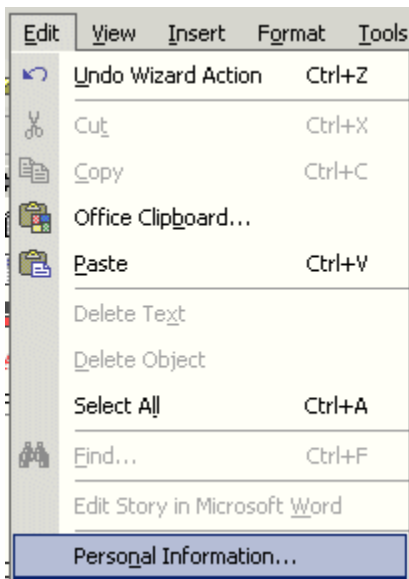 Edit View Insert Format Tools
Undo Wizard Action Ctrl+Z
Cut Ctrl+X
Copy Ctrl+C
Office Clipboard...
Paste Ctrl+V
Delete Text
Delete Object
Select All Ctrl+A
Find... Ctrl+F
Edit Story in Microsoft Word
Personal Information...